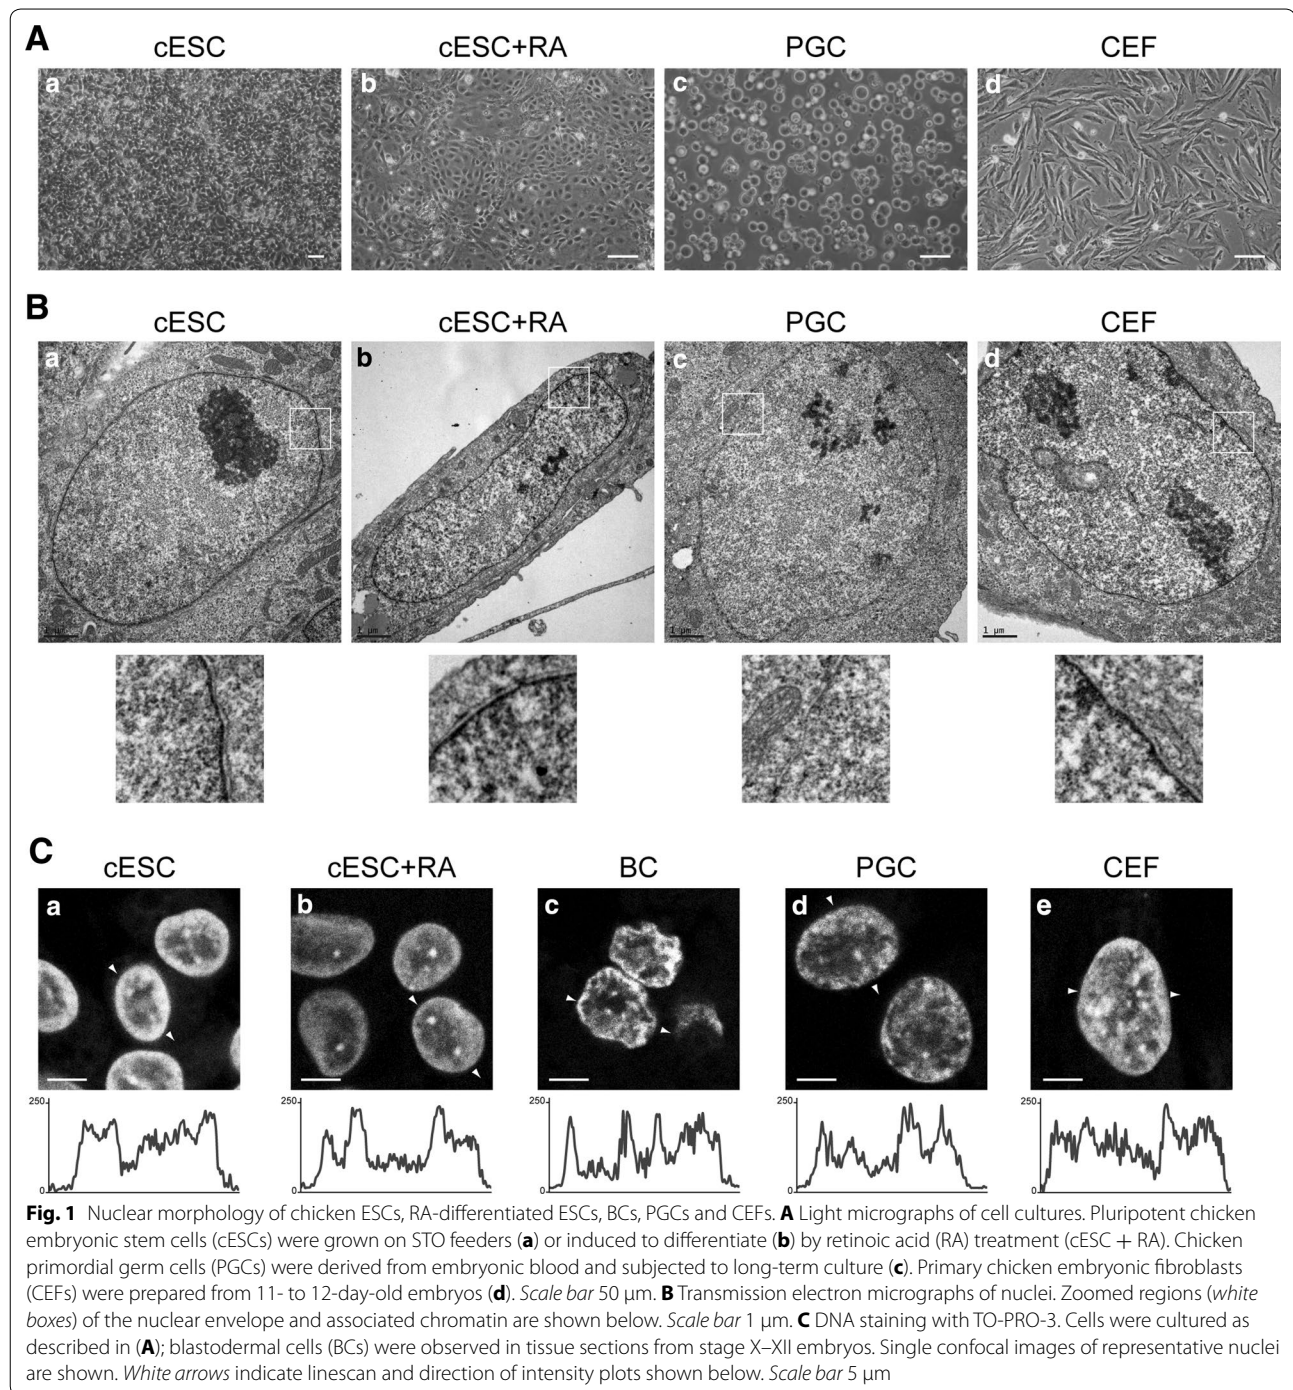 A
cESC
cESC+RA
PGC
CEF
a
b
c
d
B
cESC
cESC+RA
PGC
CEF
a
b
c
d
1 µm
1 µm
1 µm
1 µm
C
cESC
cESC+RA
BC
PGC
CEF
a
b
c
d
e
250
250
250
250
250
0
0
0
0
0
Fig. 1 Nuclear morphology of chicken ESCs, RA-differentiated ESCs, BCs, PGCs and CEFs. A Light micrographs of cell cultures. Pluripotent chicken
embryonic stem cells (cESCs) were grown on STO feeders (a) or induced to differentiate (b) by retinoic acid (RA) treatment (cESC + RA). Chicken
primordial germ cells (PGCs) were derived from embryonic blood and subjected to long-term culture (c). Primary chicken embryonic fibroblasts
(CEFs) were prepared from 11- to 12-day-old embryos (d). Scale bar 50 µm. B Transmission electron micrographs of nuclei. Zoomed regions (white
boxes) of the nuclear envelope and associated chromatin are shown below. Scale bar 1 µm. C DNA staining with TO-PRO-3. Cells were cultured as
described in (A); blastodermal cells (BCs) were observed in tissue sections from stage X–XII embryos. Single confocal images of representative nuclei
are shown. White arrows indicate linescan and direction of intensity plots shown below. Scale bar 5 µm